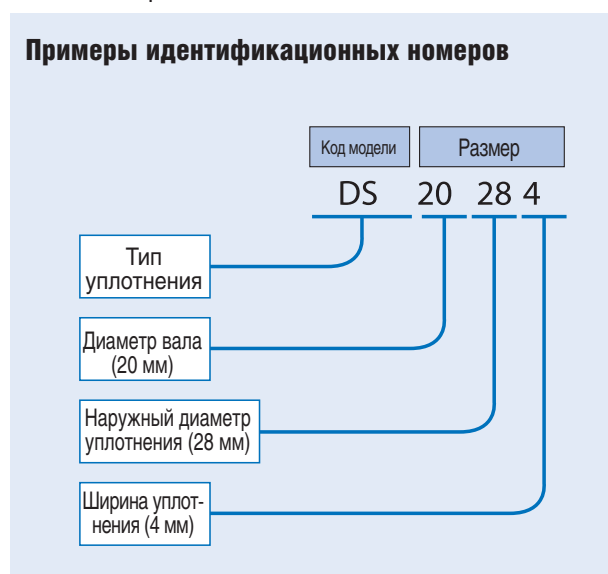 Примеры идентификационных номеров
Код модели Размер
DS 20 28 4
Тип
уплотнения
Диаметр вала
(20 мм)
Наружный диаметр
уплотнения (28 мм)
Ширина уплот-
нения (4 мм)